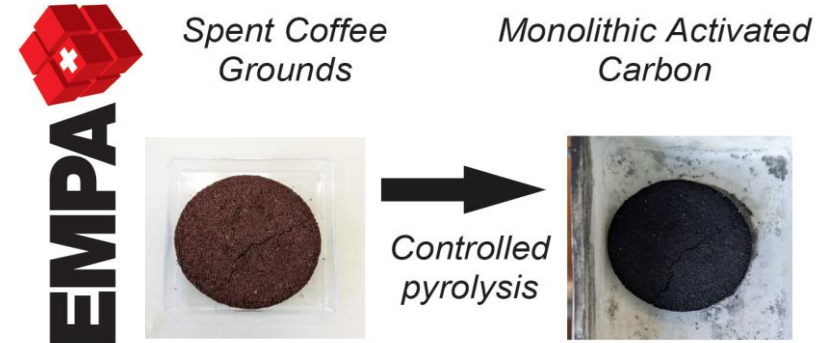 EMPA
Spent Coffee
Grounds
Monolithic Activated
Carbon
Controlled
pyrolysis